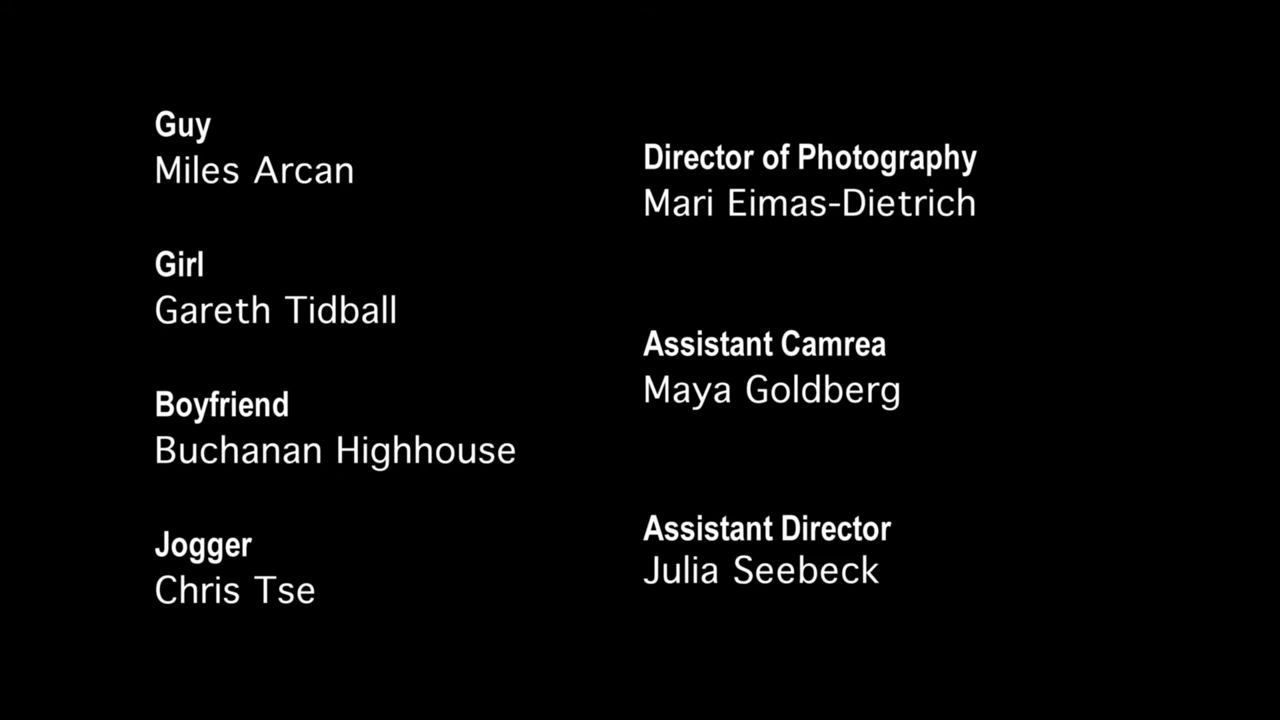 Guy
Miles Arcan
Girl
Gareth Tidball
Boyfriend
Buchanan Highhouse
Jogger
Chris Tse
Director of Photography
Mari Eimas-Dietrich
Assistant Camrea
Maya Goldberg
Assistant Director
Julia Seebeck